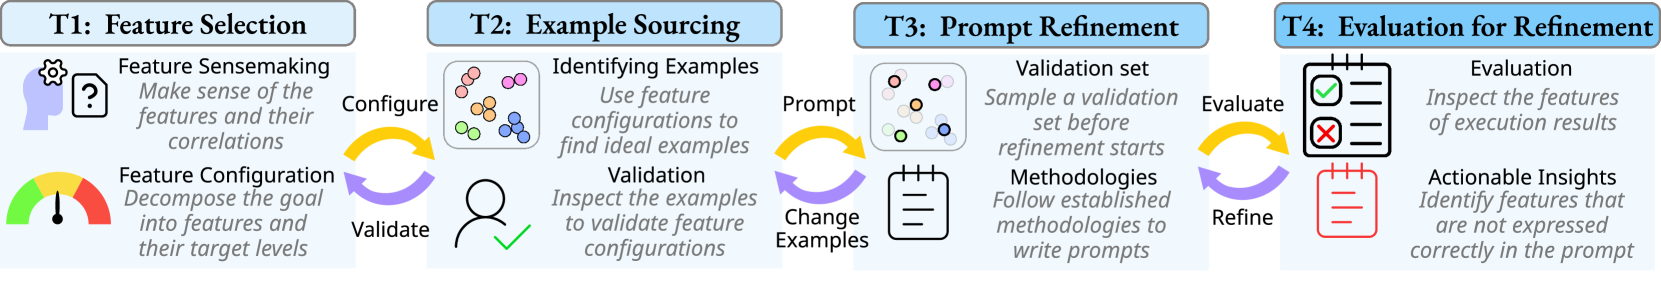 T1: Feature Selection
Feature Sensemaking
Make sense of the
features and their
correlations
Feature Configuration
Decompose the goal
into features and
their target levels
Configure
Validate
T2: Example Sourcing
Identifying Examples
Use feature
configurations to
find ideal examples
Validation
Inspect the examples
to validate feature
configurations
Prompt
Change
Examples
T3: Prompt Refinement
Validation set
Sample a validation
set before
refinement starts
Methodologies
Follow established
methodologies to
write prompts
Evaluate
Refine
T4: Evaluation for Refinement
Evaluation
Inspect the features
of execution results
Actionable Insights
Identify features that
are not expressed
correctly in the prompt